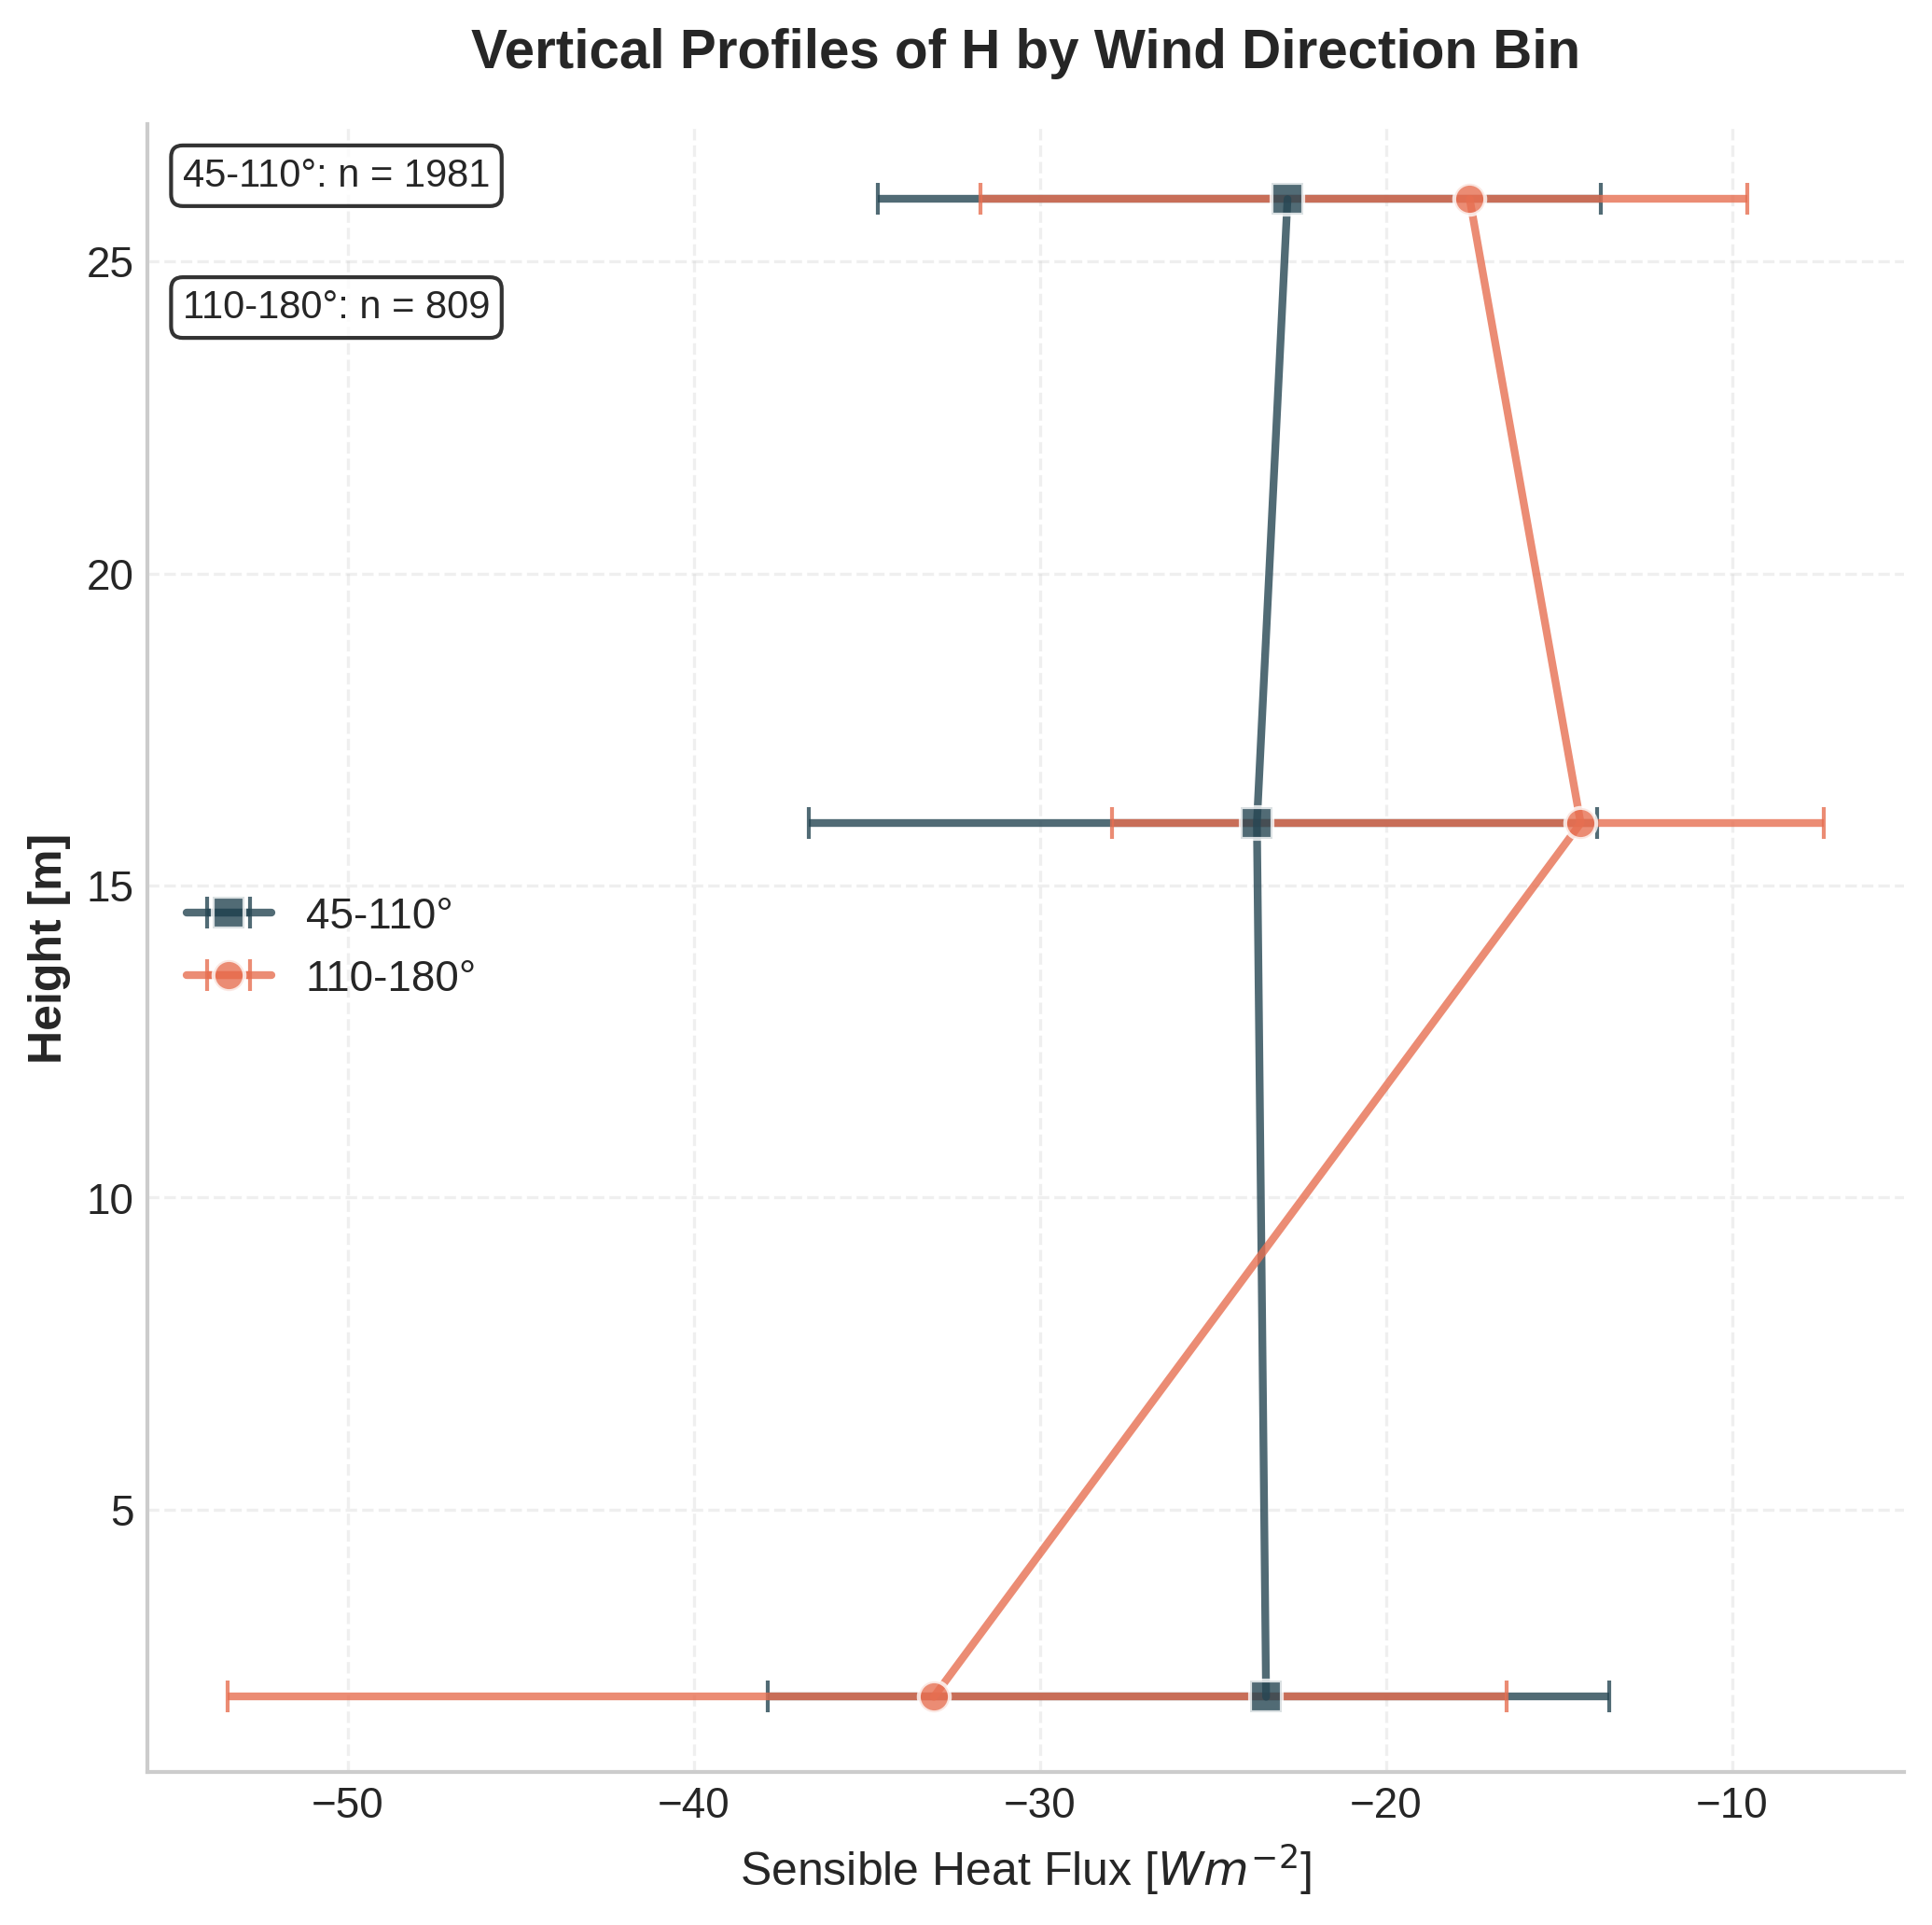 Vertical Profiles of H by Wind Direction Bin
45-110°: n = 1981
110-180°: n = 809
25
20
15
10
5
Height [m]
45-110°
110-180°
−50 −40 −30 −20 −10
Sensible Heat Flux [Wm⁻²]